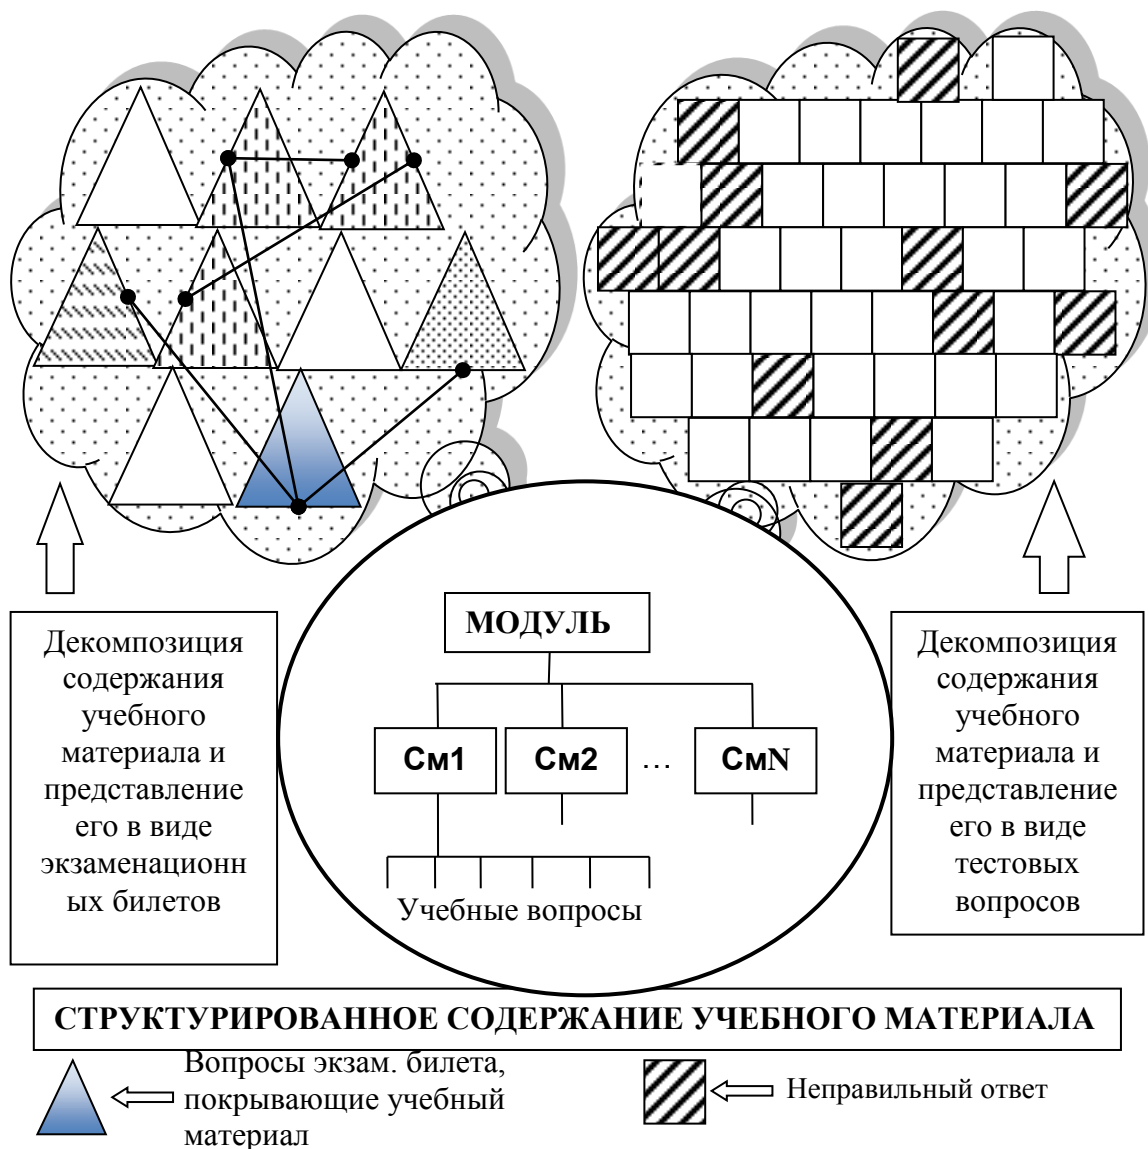 МОДУЛЬ
См1
См2
...
СмN
Учебные вопросы
Декомпозиция
содержания
учебного
материала и
представление
его в виде
экзаменационн
ых билетов
Декомпозиция
содержания
учебного
материала и
представление
его в виде
тестовых
вопросов
СТРУКТУРИРОВАННОЕ СОДЕРЖАНИЕ УЧЕБНОГО МАТЕРИАЛА
Вопросы экзам. билета,
покрывающие учебный
материал
Неправильный ответ